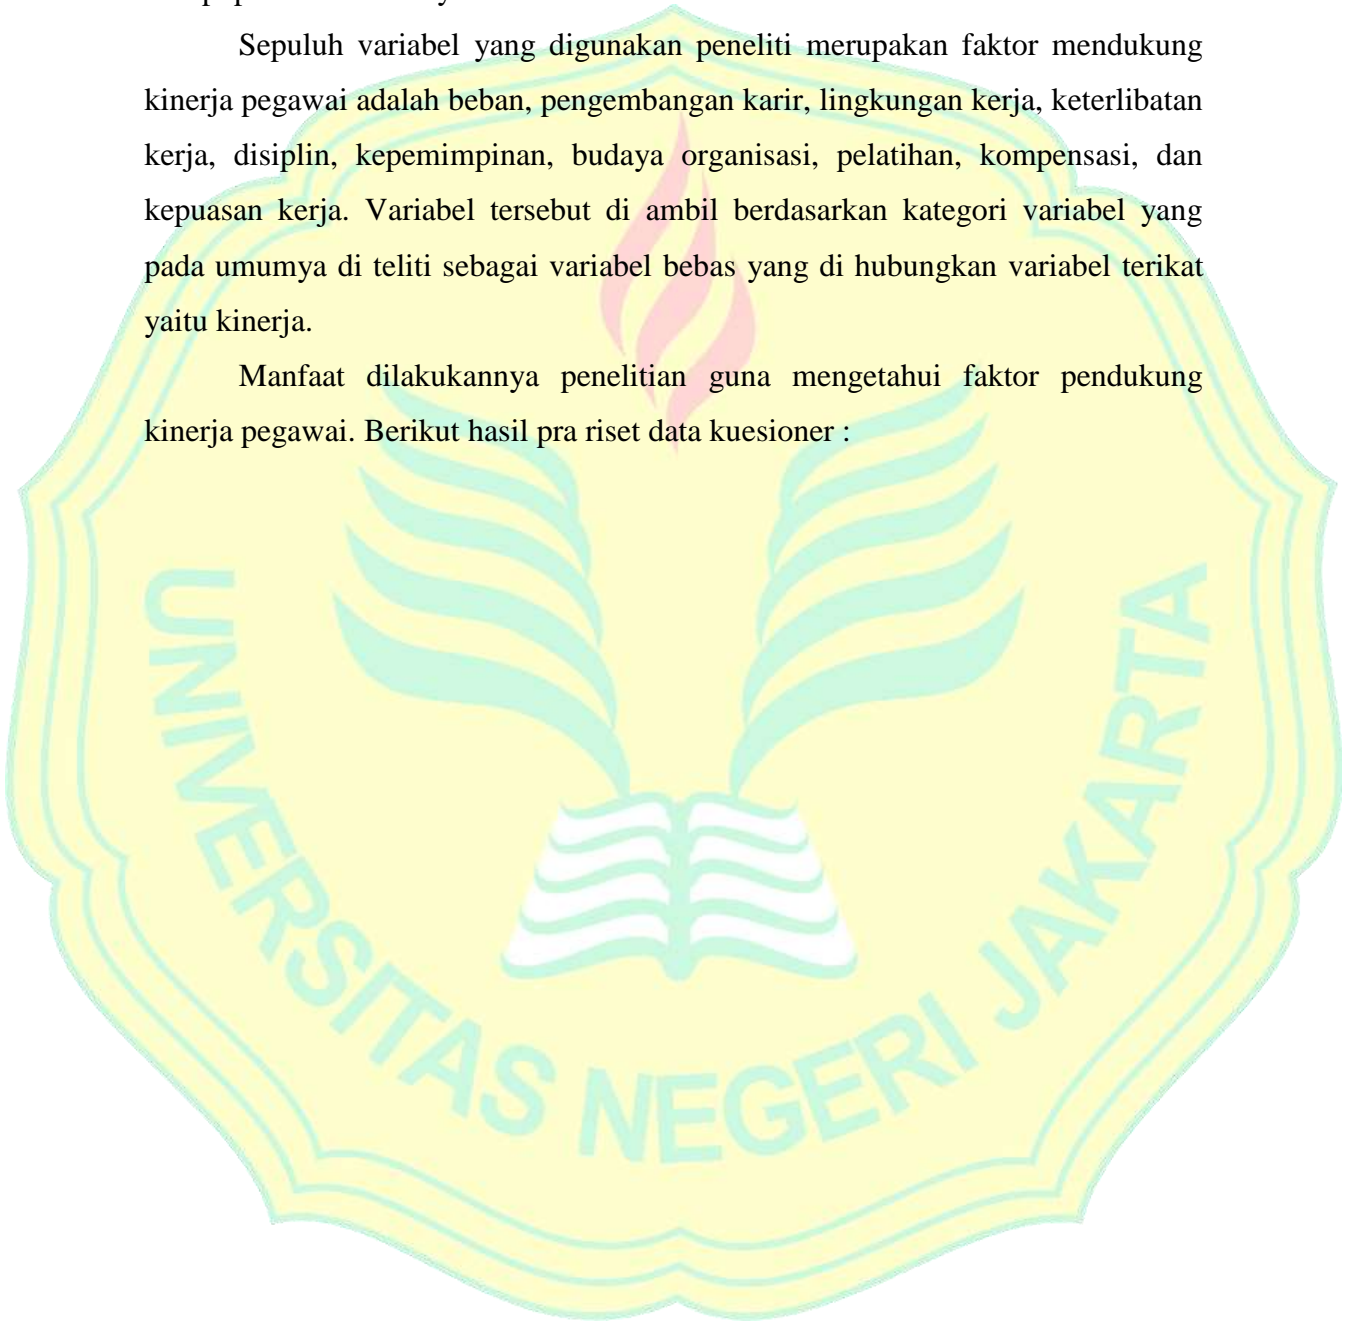 Sepuluh variabel yang digunakan peneliti merupakan faktor mendukung
kinerja pegawai adalah beban, pengembangan karir, lingkungan kerja, keterlibatan
kerja, disiplin, kepemimpinan, budaya organisasi, pelatihan, kompensasi, dan
kepuasan kerja. Variabel tersebut di ambil berdasarkan kategori variabel yang
pada umumya di teliti sebagai variabel bebas yang di hubungkan variabel terikat
yaitu kinerja.
Manfaat dilakukannya penelitian guna mengetahui faktor pendukung
kinerja pegawai. Berikut hasil pra riset data kuesioner :
UNIVERSITAS NEGERI JAKARTA